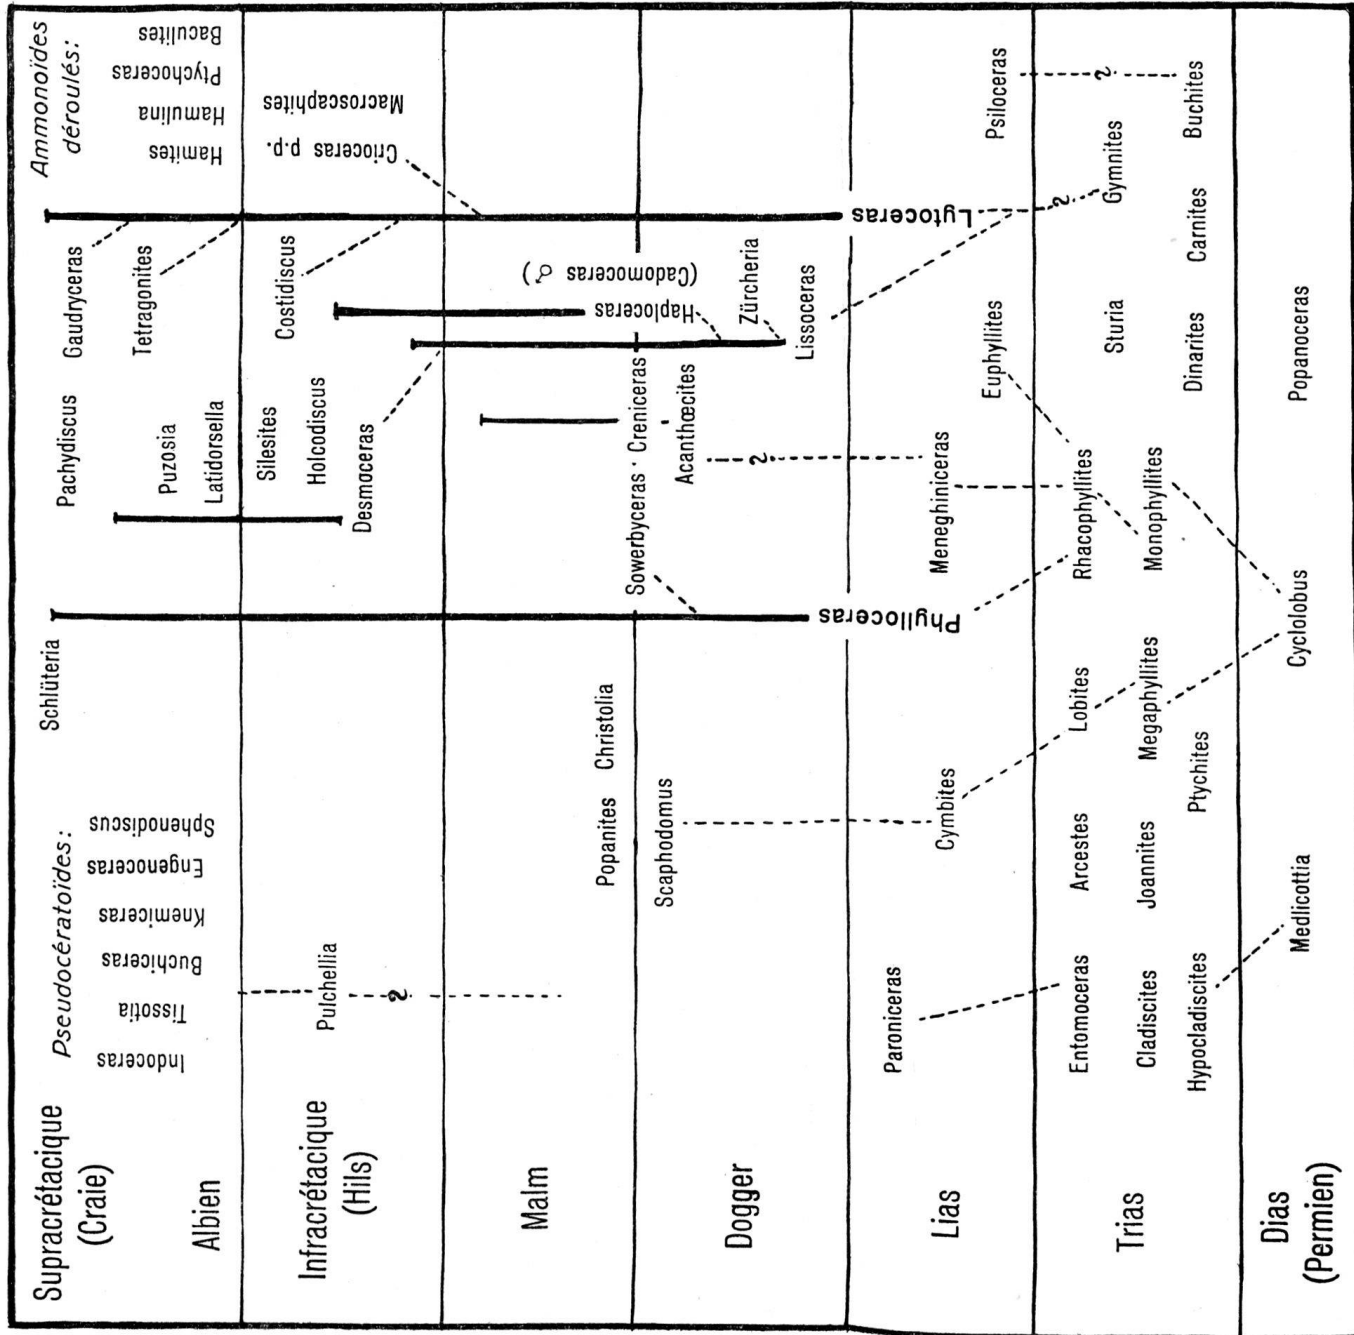 Supracrétacique
(Craie)
Albien
Pseudocératoïdes:
Indoceras
Tissotia
Buchiceras
Knemiceras
Engenoceras
Sphenodiscus
Schlüteria
Pachydiscus
Puzosia
Latidorsella
Gaudryceras
Tetragonites
Ammonoïdes
déroulés:
Hamites
Hamulina
Ptychoceras
Baculites
Infracrétacique
(Hils)
Pulchellia
?
Silesites
Holcodiscus
Desmoceras
Costidiscus
Crioceras p.p.
Macroscaphites
Malm
Popanites
Christolia
Haploceras
(Cadomoceras ♂)
Dogger
Scaphodomus
Sowerbyceras · Creniceras
Acanthœcites
?
Zürcheria
Lissoceras
Phylloceras
Lytoceras
Lias
Paroniceras
Cymbites
Meneghiniceras
Euphyllites
Psiloceras
Trias
Entomoceras
Arcestes
Lobites
Rhacophyllites
?
?
Cladiscites
Joannites
Megaphyllites
Monophyllites
Sturia
Gymnites
Hypocladiscites
Ptychites
Dinarites
Carnites
Buchites
Dias
(Permien)
Medlicottia
Cyclolobus
Popanoceras